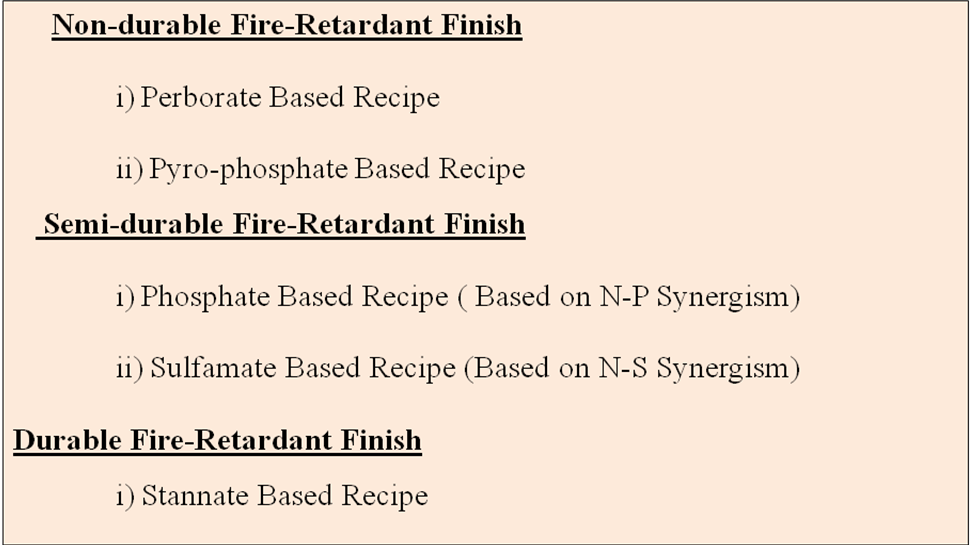 Non-durable Fire-Retardant Finish
i) Perborate Based Recipe
ii) Pyro-phosphate Based Recipe
Semi-durable Fire-Retardant Finish
i) Phosphate Based Recipe ( Based on N-P Synergism)
ii) Sulfamate Based Recipe (Based on N-S Synergism)
Durable Fire-Retardant Finish
i) Stannate Based Recipe